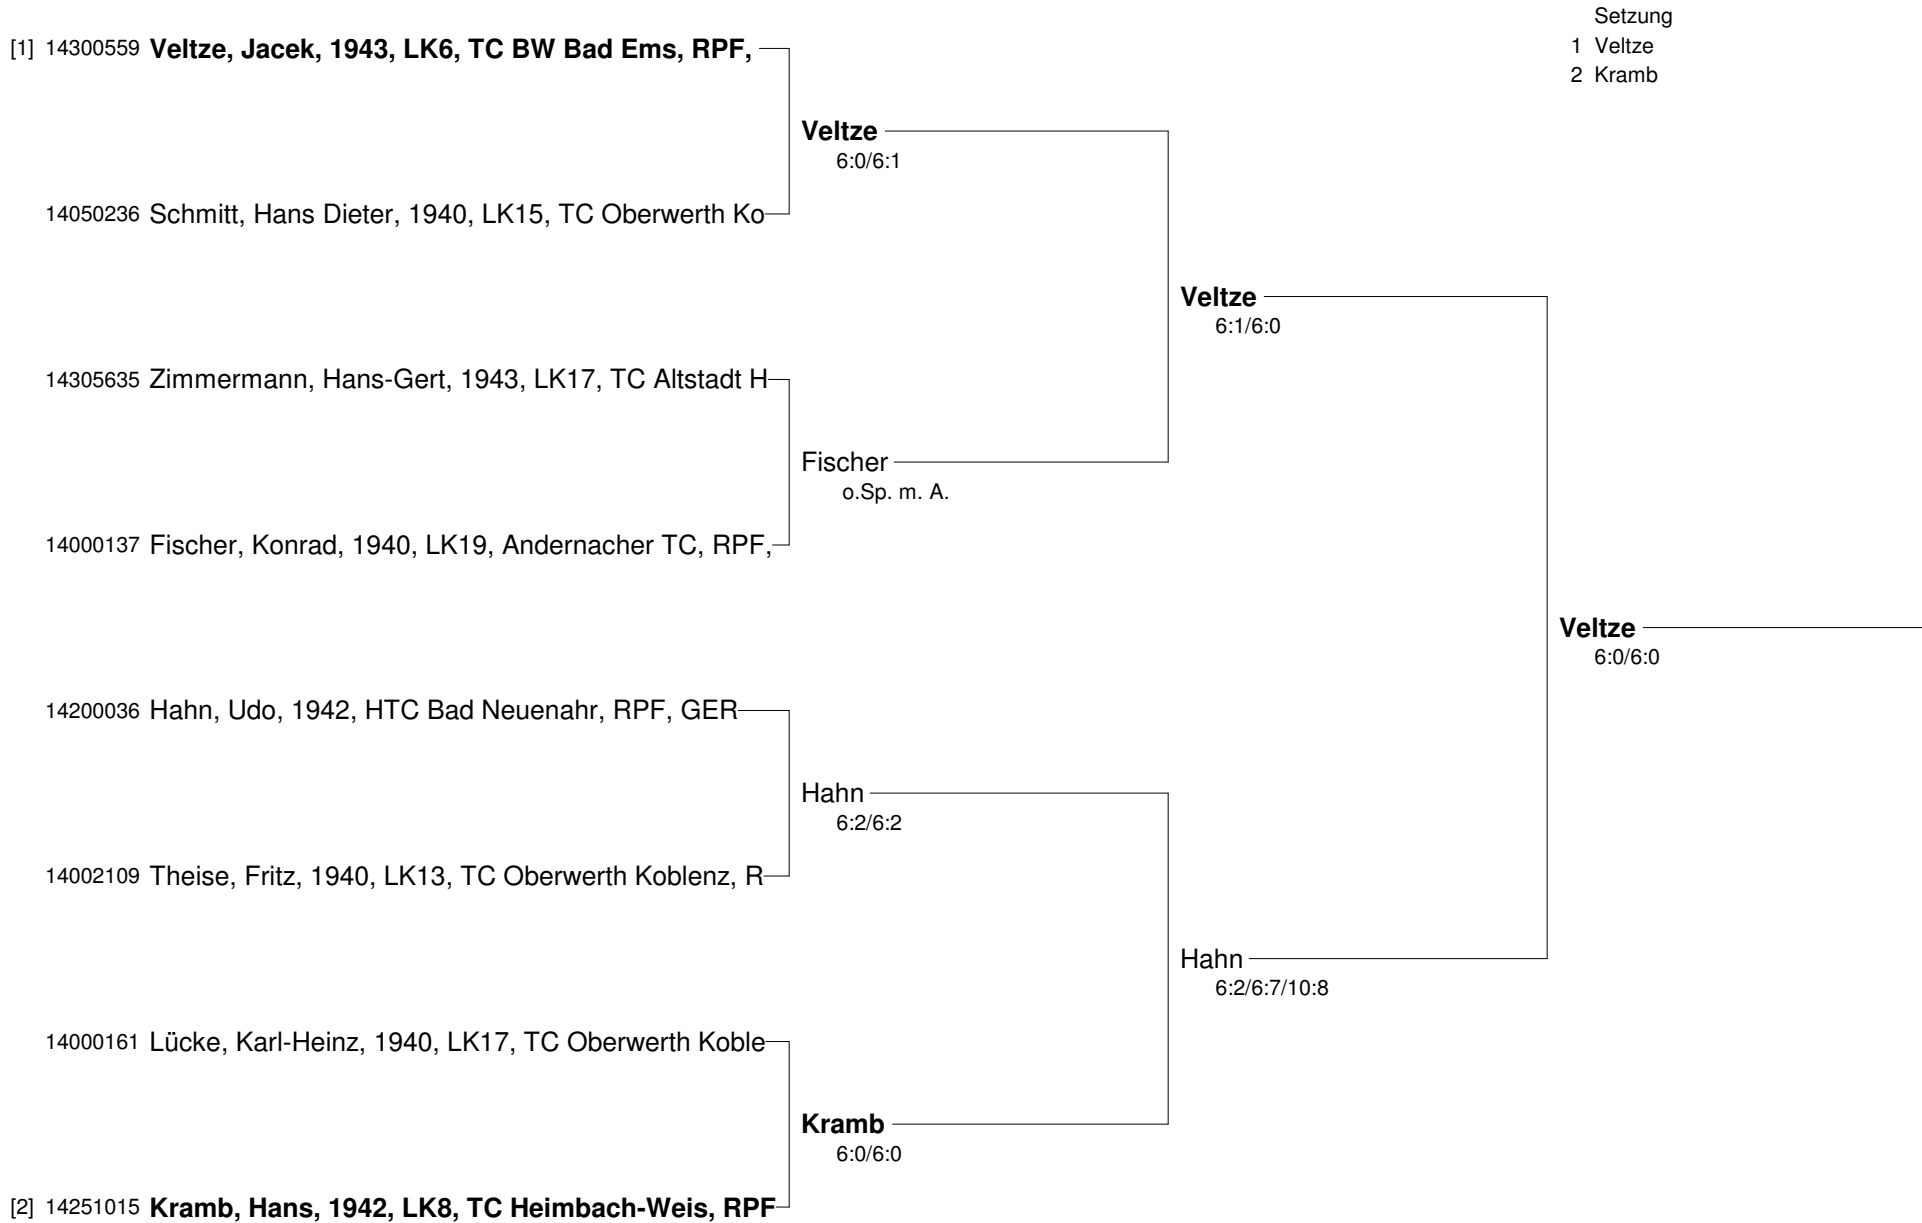 Setzung
1 Veltze
2 Kramb
[1] 14300559 Veltze, Jacek, 1943, LK6, TC BW Bad Ems, RPF,
Veltze
6:0/6:1
14050236 Schmitt, Hans Dieter, 1940, LK15, TC Oberwerth Ko
Veltze
6:1/6:0
14305635 Zimmermann, Hans-Gert, 1943, LK17, TC Altstadt H
Fischer
o.Sp. m. A.
14000137 Fischer, Konrad, 1940, LK19, Andernacher TC, RPF,
Veltze
6:0/6:0
14200036 Hahn, Udo, 1942, HTC Bad Neuenahr, RPF, GER
Hahn
6:2/6:2
14002109 Theise, Fritz, 1940, LK13, TC Oberwerth Koblenz, R
Hahn
6:2/6:7/10:8
14000161 Lücke, Karl-Heinz, 1940, LK17, TC Oberwerth Koble
Kramb
6:0/6:0
[2] 14251015 Kramb, Hans, 1942, LK8, TC Heimbach-Weis, RPF